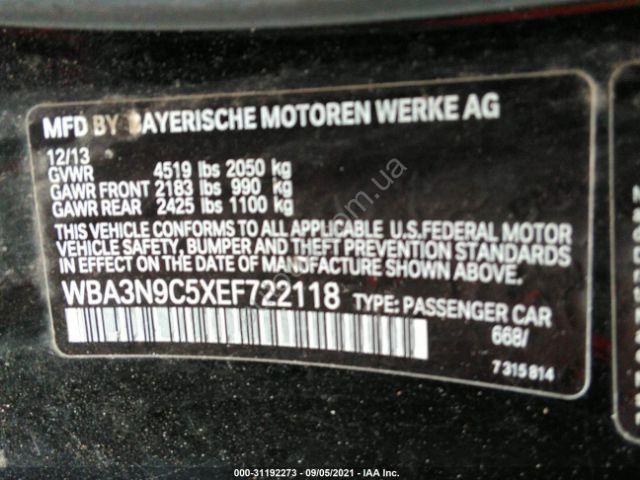 MFD BY BAYERISCHE MOTOREN WERKE AG
12/13
GVWR 4519 lbs 2050 kg
GAWR FRONT 2183 lbs 990 kg
GAWR REAR 2425 lbs 1100 kg
THIS VEHICLE CONFORMS TO ALL APPLICABLE U.S.FEDERAL MOTOR
VEHICLE SAFETY, BUMPER AND THEFT PREVENTION STANDARDS
IN EFFECT ON THE DATE OF MANUFACTURE SHOWN ABOVE.
WBA3N9C5XEF722118 TYPE: PASSENGER CAR
668/
7 315 814
000-31192273 - 09/05/2021 - IAA Inc.